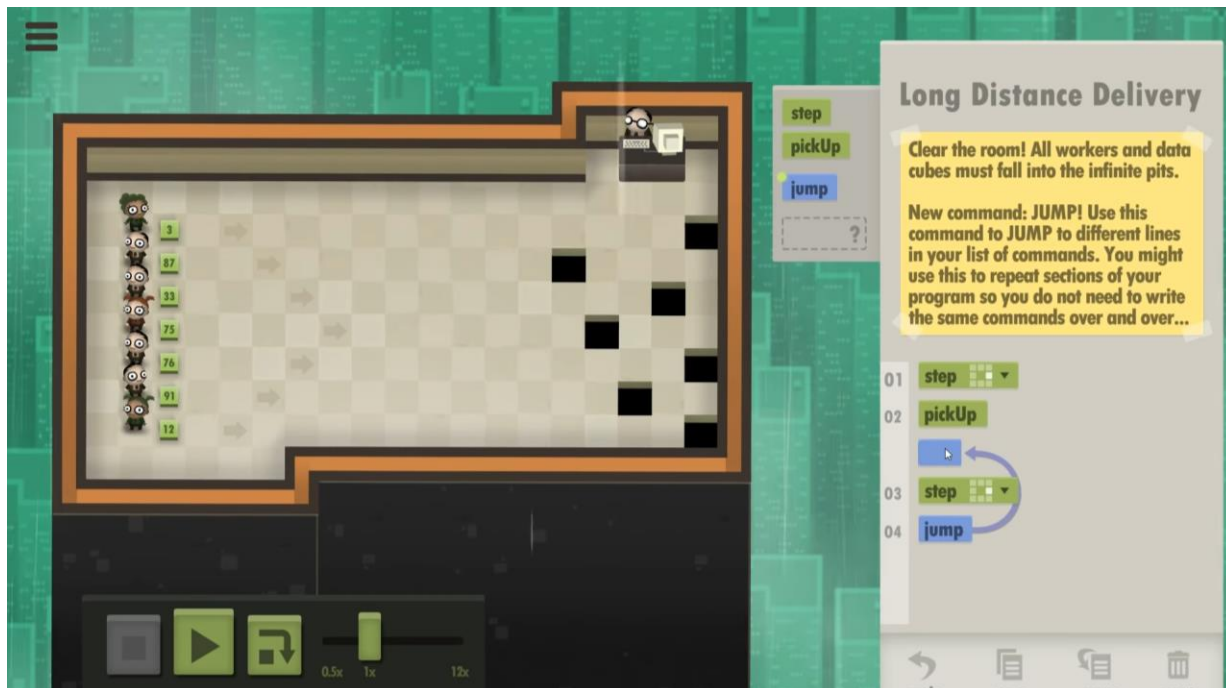 Long Distance Delivery
Clear the room! All workers and data
cubes must fall into the infinite pits.
New command: JUMP! Use this
command to JUMP to different lines
in your list of commands. You might
use this to repeat sections of your
program so you do not need to write
the same commands over and over...
step
pickUp
jump
?
3
87
33
75
76
91
12
01 step
02 pickUp
03 step
04 jump
0.5x 1x 12x